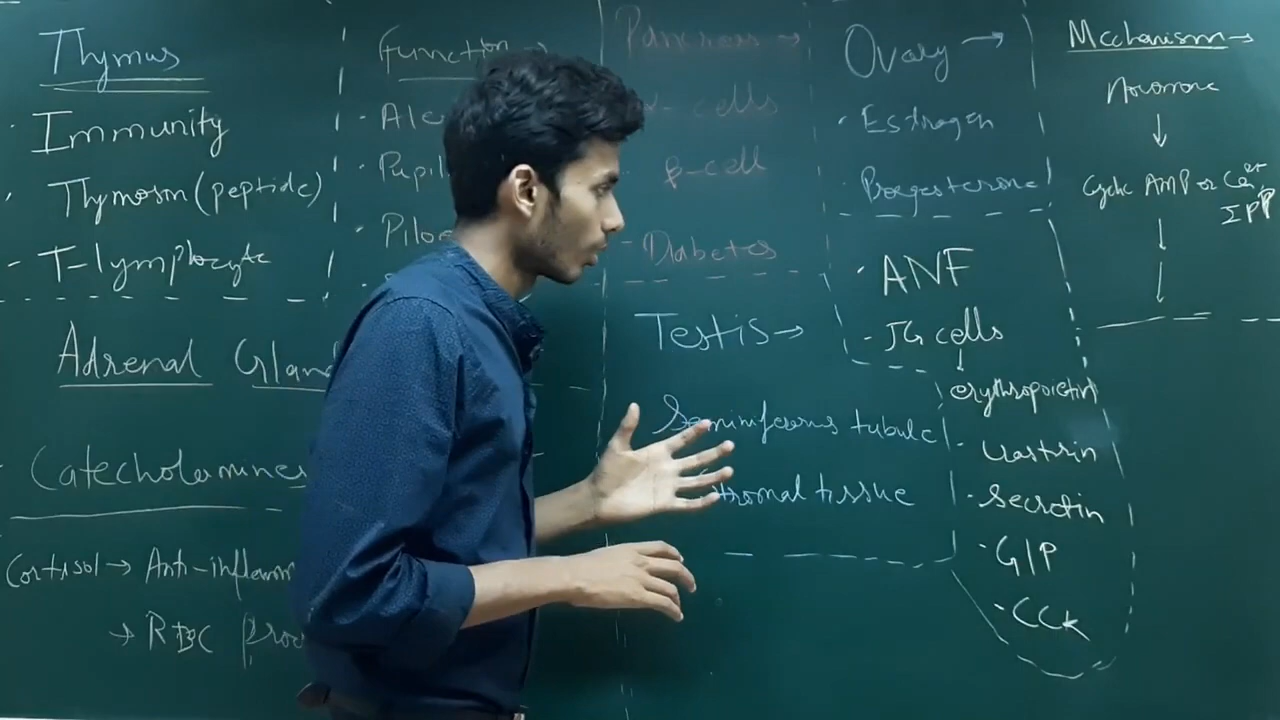 Thymus
Immunity
Thymosin (peptide)
T-lymphocyte
Adrenal Glan
Catecholamines
Cortisol → Anti-inflamm
→ RBC prod
Function →
Ale
Pupil
Piloe
Pancreas →
α-cells
β-cell
Diabetes
Testis →
Seminiferous tubule
Stromal tissue
Ovary →
Estrogen
Progesterone
ANF
JG cells
↓
erythropoietin
Gastrin
Secretin
GIP
CCK
Mechanism →
Hormone
↓
Cyclic AMP or Ca2+
IP
↓
↓